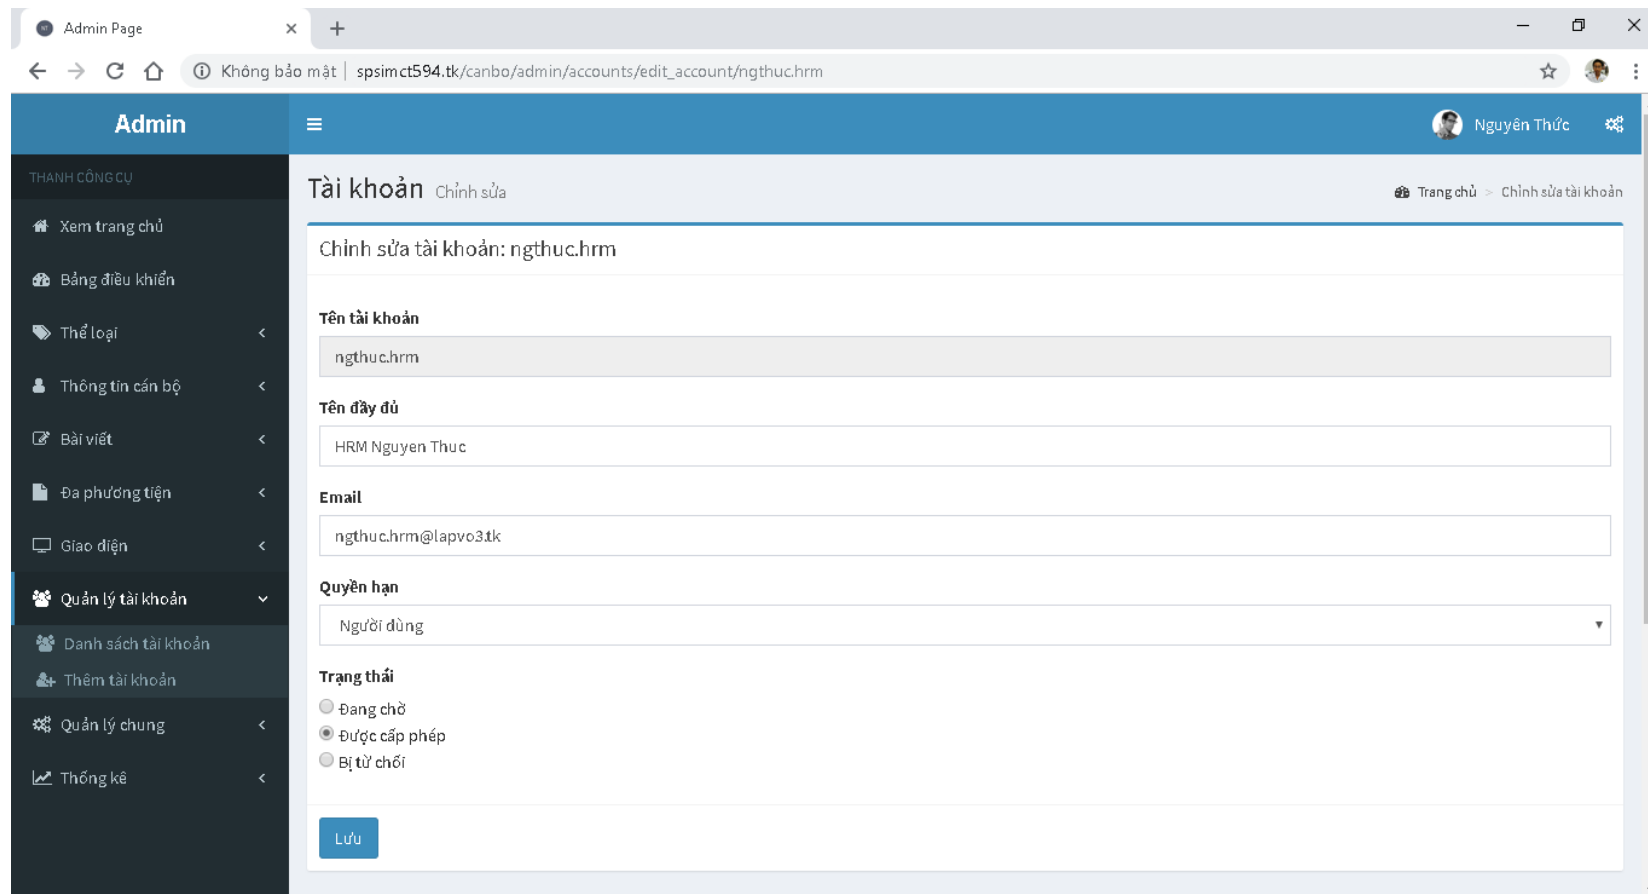 Admin Page
Không bảo mật | spsimct594.tk/canbo/admin/accounts/edit_account/ngthuc.hrm
Admin
Nguyên Thức
THANH CÔNG CỤ
Tài khoản Chỉnh sửa
Trang chủ > Chỉnh sửa tài khoản
Xem trang chủ
Chỉnh sửa tài khoản: ngthuc.hrm
Bảng điều khiển
Tên tài khoản
Thể loại
ngthuc.hrm
Thông tin cán bộ
Tên đầy đủ
Bài viết
HRM Nguyen Thuc
Đa phương tiện
Email
ngthuc.hrm@lapvo3.tk
Giao diện
Quyền hạn
Quản lý tài khoản
Người dùng
Danh sách tài khoản
Thêm tài khoản
Trạng thái
Đang chờ
Quản lý chung
Được cấp phép
Bị từ chối
Thống kê
Lưu